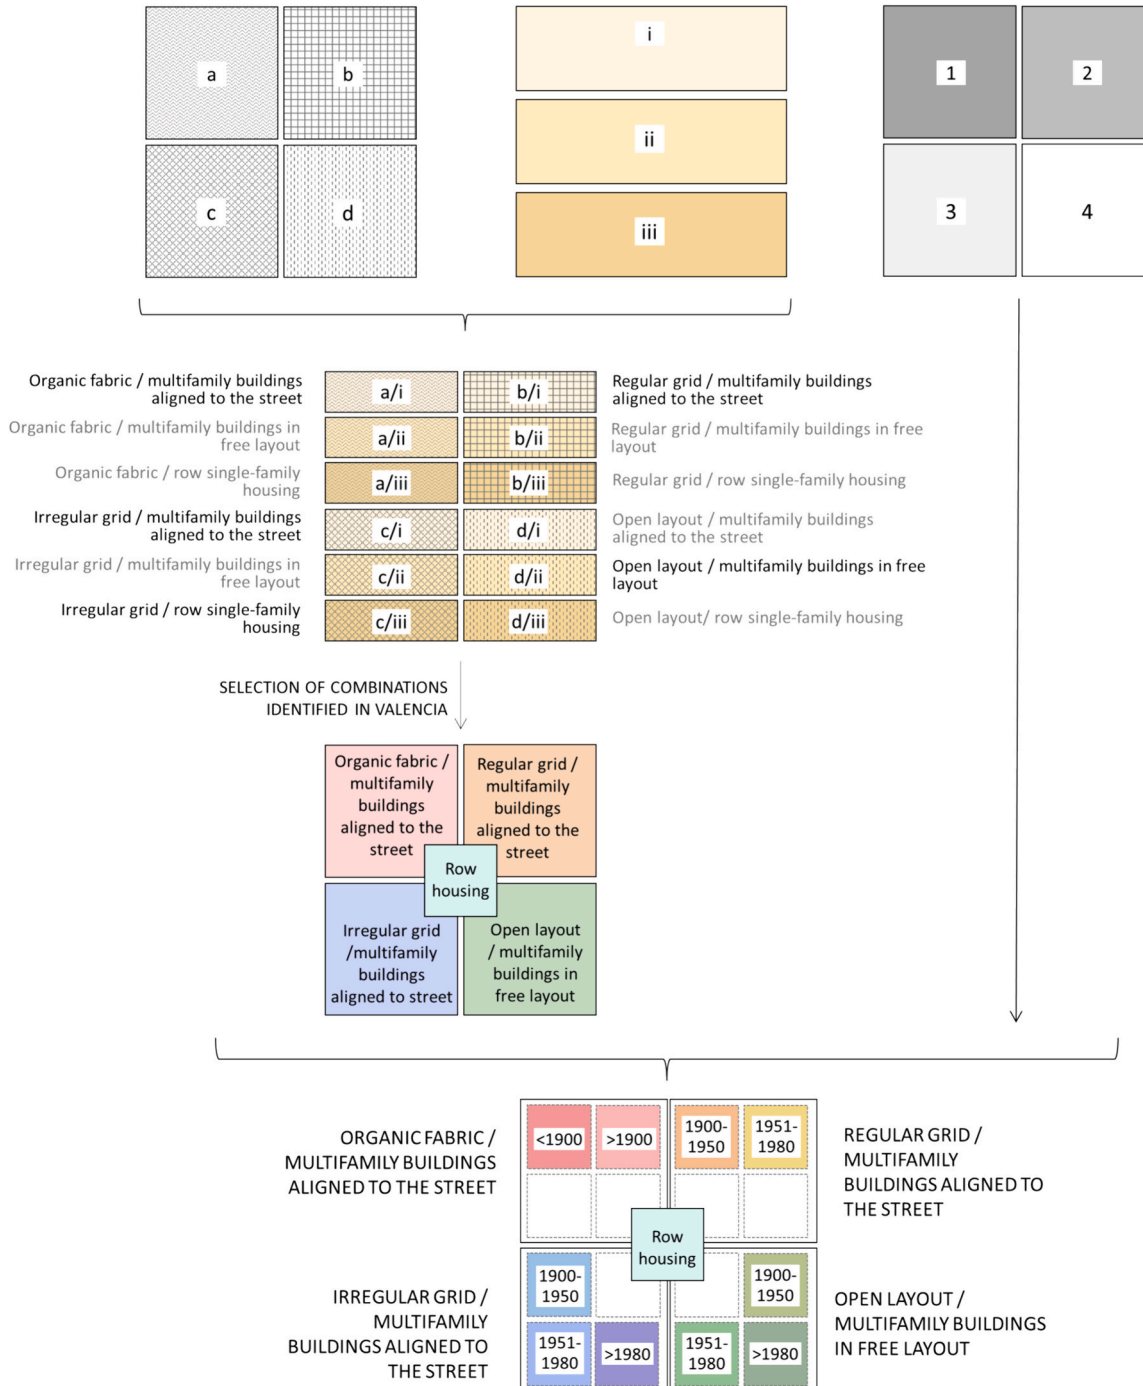 a
b
i
1
2
ii
c
d
iii
3
4
Organic fabric / multifamily buildings
aligned to the street
a/i
b/i
Regular grid / multifamily buildings
aligned to the street
Organic fabric / multifamily buildings in
free layout
a/ii
b/ii
Regular grid / multifamily buildings in free
layout
Organic fabric / row single-family
housing
a/iii
b/iii
Regular grid / row single-family housing
Irregular grid / multifamily buildings
aligned to the street
c/i
d/i
Open layout / multifamily buildings
aligned to the street
Irregular grid / multifamily buildings in
free layout
c/ii
d/ii
Open layout / multifamily buildings in free
layout
Irregular grid / row single-family
housing
c/iii
d/iii
Open layout/ row single-family housing
SELECTION OF COMBINATIONS
IDENTIFIED IN VALENCIA
Organic fabric /
multifamily
buildings
aligned to the
street
Regular grid /
multifamily
buildings
aligned to the
street
Row
housing
Irregular grid
/multifamily
buildings
aligned to street
Open layout
/ multifamily
buildings in
free layout
ORGANIC FABRIC /
MULTIFAMILY BUILDINGS
ALIGNED TO THE STREET
<1900
>1900
1900-
1950
1951-
1980
REGULAR GRID /
MULTIFAMILY
BUILDINGS ALIGNED TO
THE STREET
Row
housing
IRREGULAR GRID /
MULTIFAMILY
BUILDINGS ALIGNED TO
THE STREET
1900-
1950
1951-
1980
>1980
1900-
1950
1951-
1980
>1980
OPEN LAYOUT /
MULTIFAMILY BUILDINGS
IN FREE LAYOUT